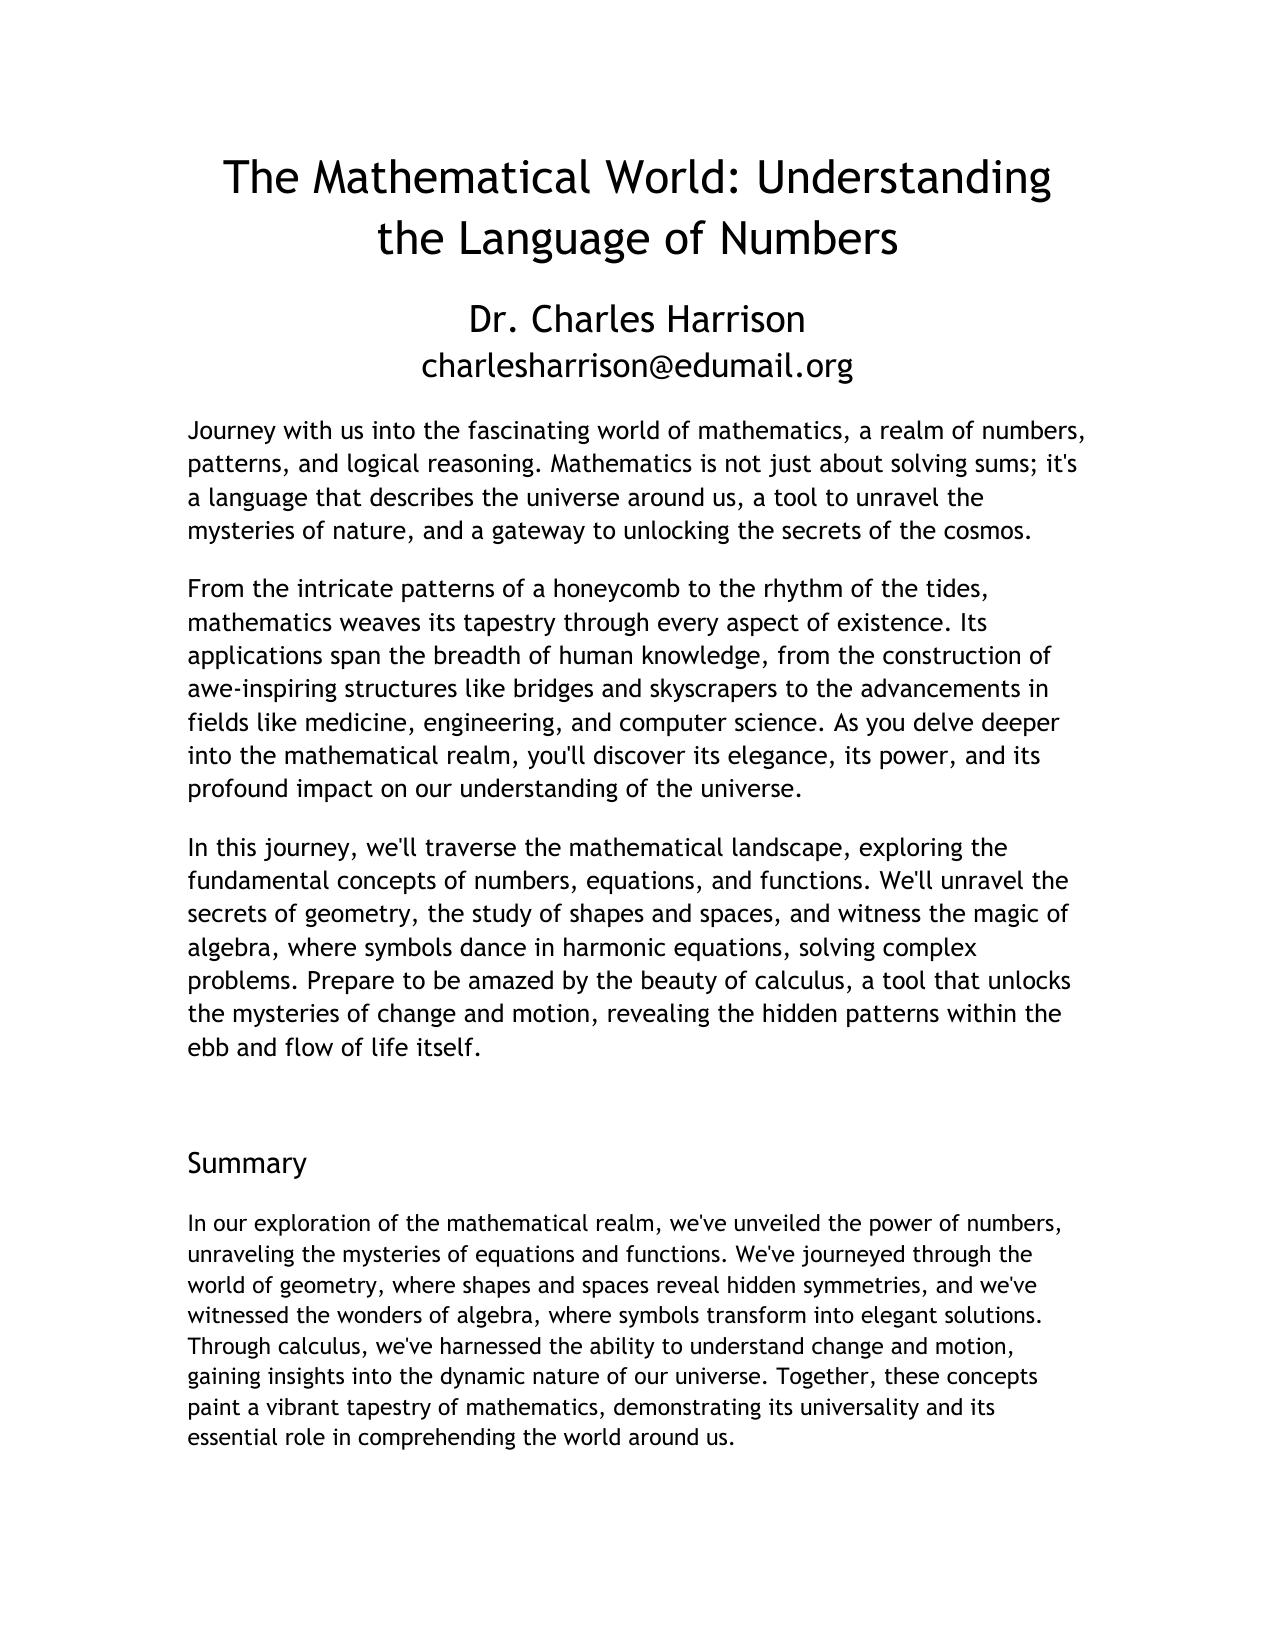 The Mathematical World: Understanding
the Language of Numbers
Dr. Charles Harrison
charlesharrison@edumail.org
Journey with us into the fascinating world of mathematics, a realm of numbers,
patterns, and logical reasoning. Mathematics is not just about solving sums; it's
a language that describes the universe around us, a tool to unravel the
mysteries of nature, and a gateway to unlocking the secrets of the cosmos.
From the intricate patterns of a honeycomb to the rhythm of the tides,
mathematics weaves its tapestry through every aspect of existence. Its
applications span the breadth of human knowledge, from the construction of
awe-inspiring structures like bridges and skyscrapers to the advancements in
fields like medicine, engineering, and computer science. As you delve deeper
into the mathematical realm, you'll discover its elegance, its power, and its
profound impact on our understanding of the universe.
In this journey, we'll traverse the mathematical landscape, exploring the
fundamental concepts of numbers, equations, and functions. We'll unravel the
secrets of geometry, the study of shapes and spaces, and witness the magic of
algebra, where symbols dance in harmonic equations, solving complex
problems. Prepare to be amazed by the beauty of calculus, a tool that unlocks
the mysteries of change and motion, revealing the hidden patterns within the
ebb and flow of life itself.
Summary
In our exploration of the mathematical realm, we've unveiled the power of numbers,
unraveling the mysteries of equations and functions. We've journeyed through the
world of geometry, where shapes and spaces reveal hidden symmetries, and we've
witnessed the wonders of algebra, where symbols transform into elegant solutions.
Through calculus, we've harnessed the ability to understand change and motion,
gaining insights into the dynamic nature of our universe. Together, these concepts
paint a vibrant tapestry of mathematics, demonstrating its universality and its
essential role in comprehending the world around us.